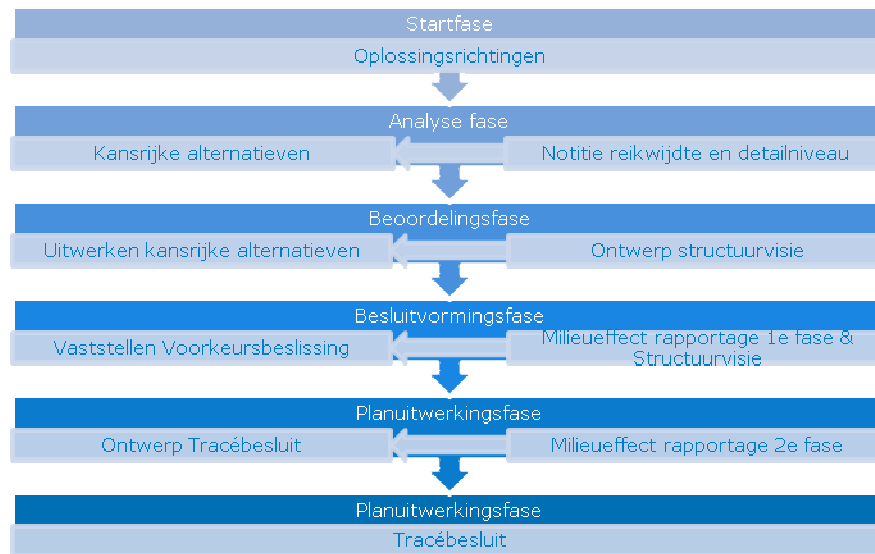 Startfase
Oplossingsrichtingen
Analyse fase
Kansrijke alternatieven
Notitie reikwijdte en detailniveau
Beoordelingsfase
Uitwerken kansrijke alternatieven
Ontwerp structuurvisie
Besluitvormingsfase
Vaststellen Voorkeursbeslissing
Milieueffect rapportage 1e fase &
Structuurvisie
Planuitwerkingsfase
Ontwerp Tracébesluit
Milieueffect rapportage 2e fase
Planuitwerkingsfase
Tracébesluit